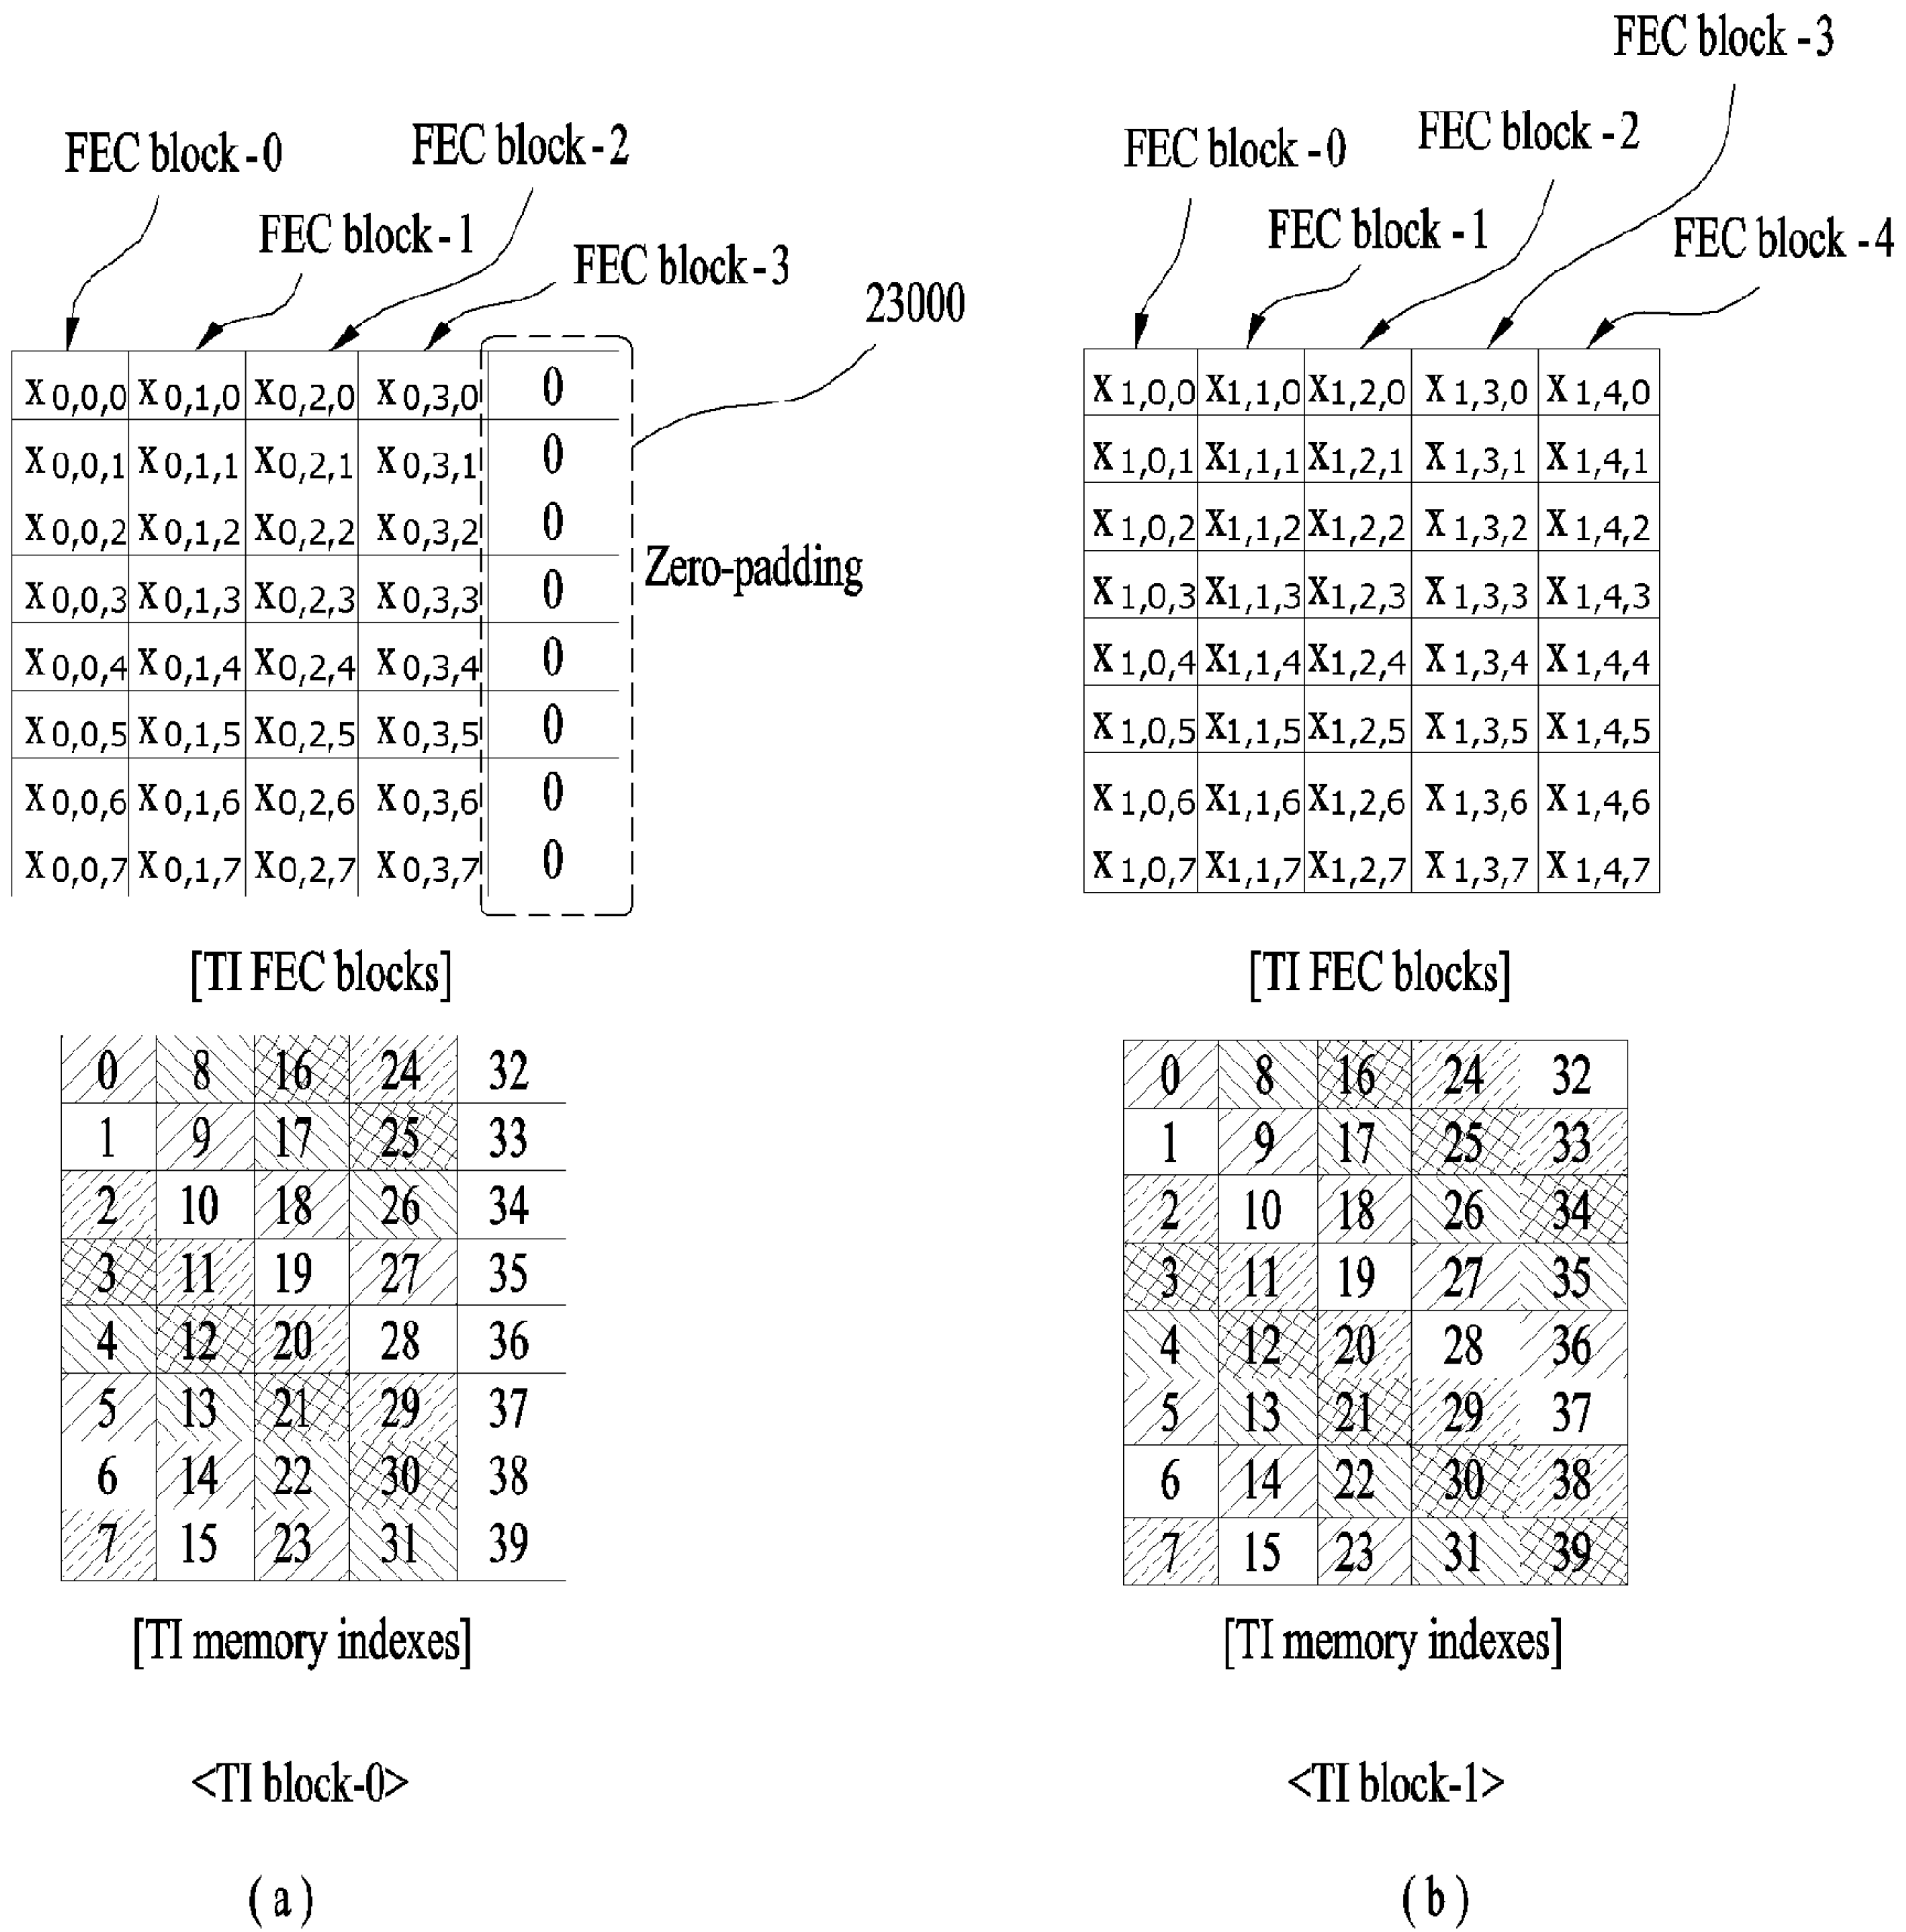 FEC block - 0
FEC block - 1
FEC block - 2
FEC block - 3
23000
x0,0,0 x0,1,0 x0,2,0 x0,3,0 0
x0,0,1 x0,1,1 x0,2,1 x0,3,1 0
x0,0,2 x0,1,2 x0,2,2 x0,3,2 0
x0,0,3 x0,1,3 x0,2,3 x0,3,3 0
x0,0,4 x0,1,4 x0,2,4 x0,3,4 0
x0,0,5 x0,1,5 x0,2,5 x0,3,5 0
x0,0,6 x0,1,6 x0,2,6 x0,3,6 0
x0,0,7 x0,1,7 x0,2,7 x0,3,7 0
Zero-padding
[TI FEC blocks]
0 8 16 24 32
1 9 17 25 33
2 10 18 26 34
3 11 19 27 35
4 12 20 28 36
5 13 21 29 37
6 14 22 30 38
7 15 23 31 39
[TI memory indexes]
<TI block-0>
( a )
FEC block - 0
FEC block - 1
FEC block - 2
FEC block - 3
FEC block - 4
x1,0,0 x1,1,0 x1,2,0 x1,3,0 x1,4,0
x1,0,1 x1,1,1 x1,2,1 x1,3,1 x1,4,1
x1,0,2 x1,1,2 x1,2,2 x1,3,2 x1,4,2
x1,0,3 x1,1,3 x1,2,3 x1,3,3 x1,4,3
x1,0,4 x1,1,4 x1,2,4 x1,3,4 x1,4,4
x1,0,5 x1,1,5 x1,2,5 x1,3,5 x1,4,5
x1,0,6 x1,1,6 x1,2,6 x1,3,6 x1,4,6
x1,0,7 x1,1,7 x1,2,7 x1,3,7 x1,4,7
[TI FEC blocks]
0 8 16 24 32
1 9 17 25 33
2 10 18 26 34
3 11 19 27 35
4 12 20 28 36
5 13 21 29 37
6 14 22 30 38
7 15 23 31 39
[TI memory indexes]
<TI block-1>
( b )